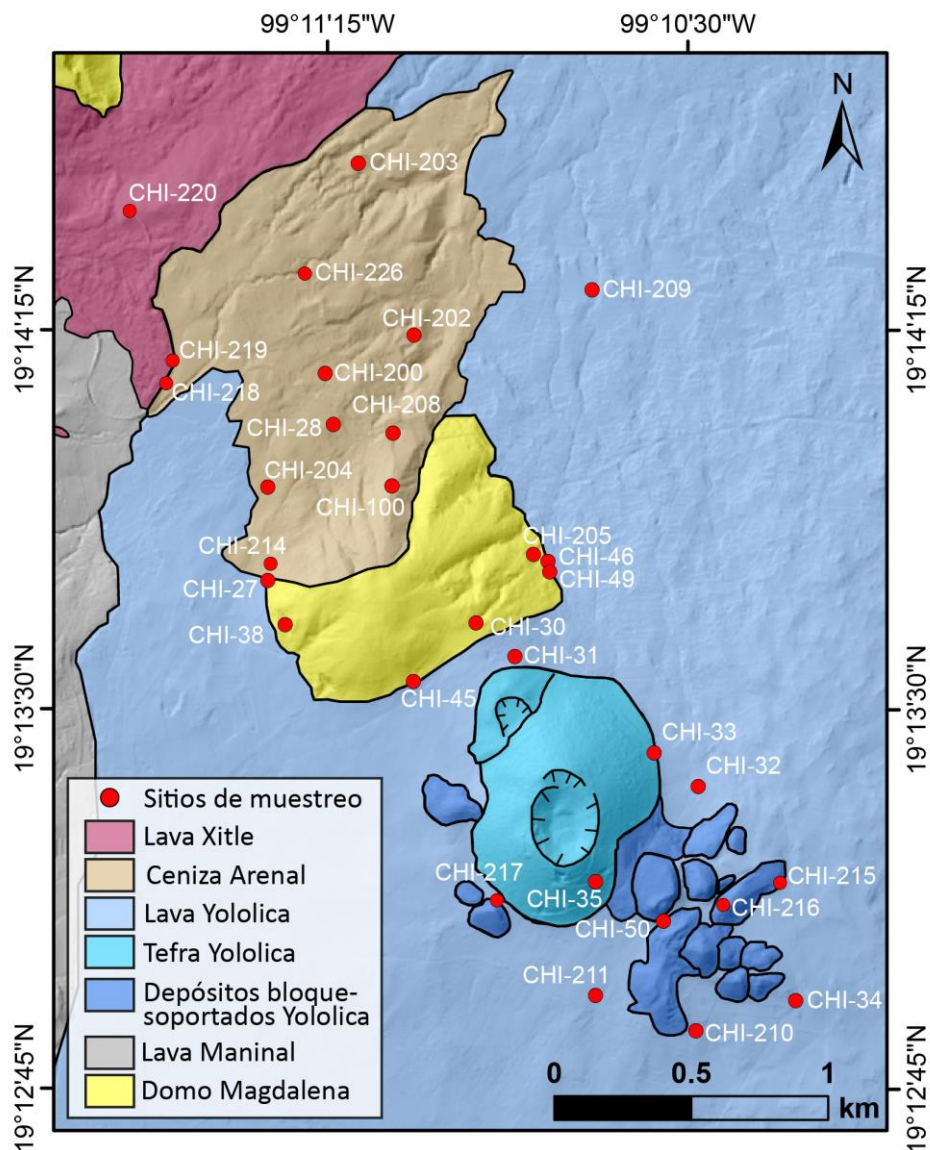 99°11'15"W
99°10'30"W
N
CHI-203
CHI-220
CHI-226
CHI-209
19°14'15"N
19°14'15"N
CHI-202
CHI-219
CHI-200
CHI-218
CHI-208
CHI-28
CHI-204
CHI-100
CHI-205
CHI-214
CHI-46
CHI-27
CHI-49
CHI-38
CHI-30
CHI-31
CHI-45
19°13'30"N
19°13'30"N
CHI-33
CHI-32
Sitios de muestreo
Lava Xitle
Ceniza Arenal
Lava Yololica
Tefra Yololica
Depósitos bloque-
soportados Yololica
Lava Maninal
Domo Magdalena
CHI-217
CHI-35
CHI-215
CHI-216
CHI-50
CHI-211
CHI-34
CHI-210
0 0.5 1
km
19°12'45"N
19°12'45"N